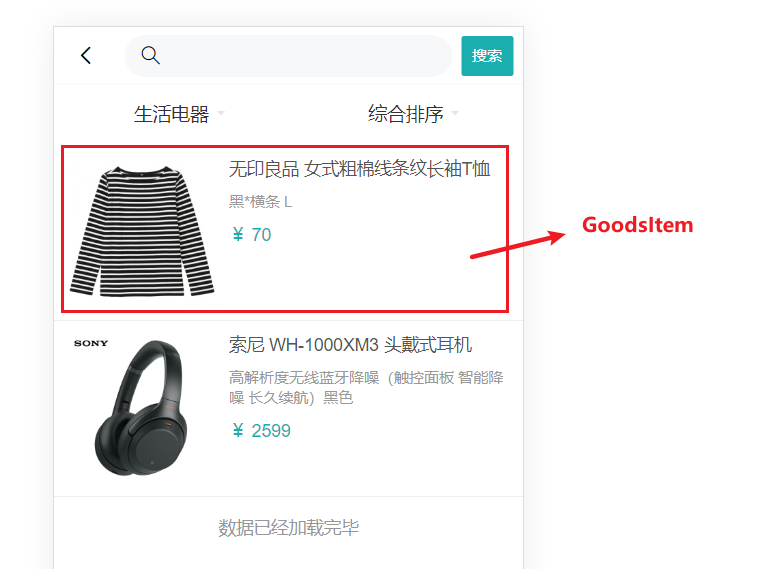 搜索
生活电器
综合排序
无印良品 女式粗棉线条纹长袖T恤
黑*横条 L
¥ 70
GoodsItem
SONY
索尼 WH-1000XM3 头戴式耳机
高解析度无线蓝牙降噪（触控面板 智能降
噪 长久续航）黑色
¥ 2599
数据已经加载完毕